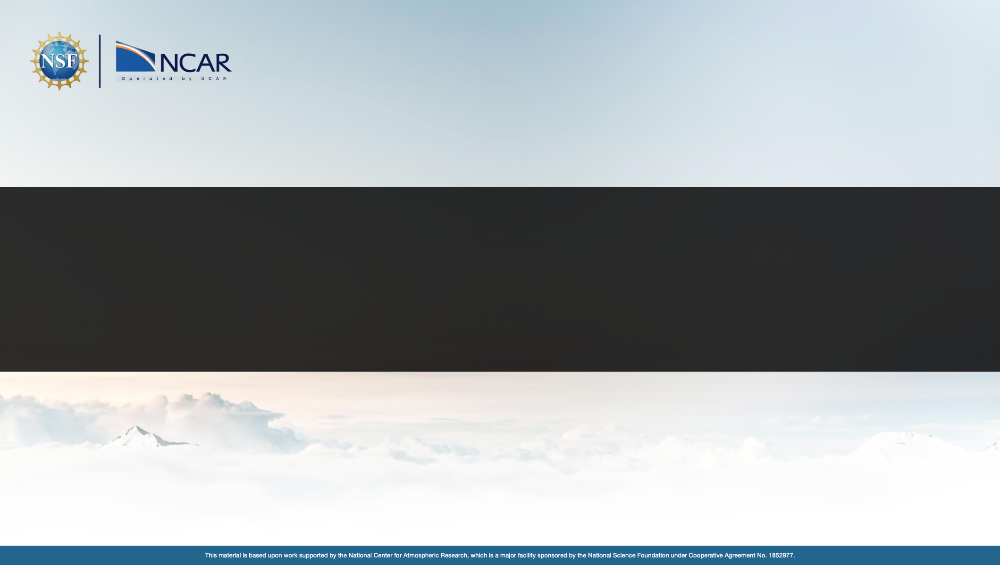 NSF
NCAR
Operated by UCAR
This material is based upon work supported by the National Center for Atmospheric Research, which is a major facility sponsored by the National Science Foundation under Cooperative Agreement No. 1852977.